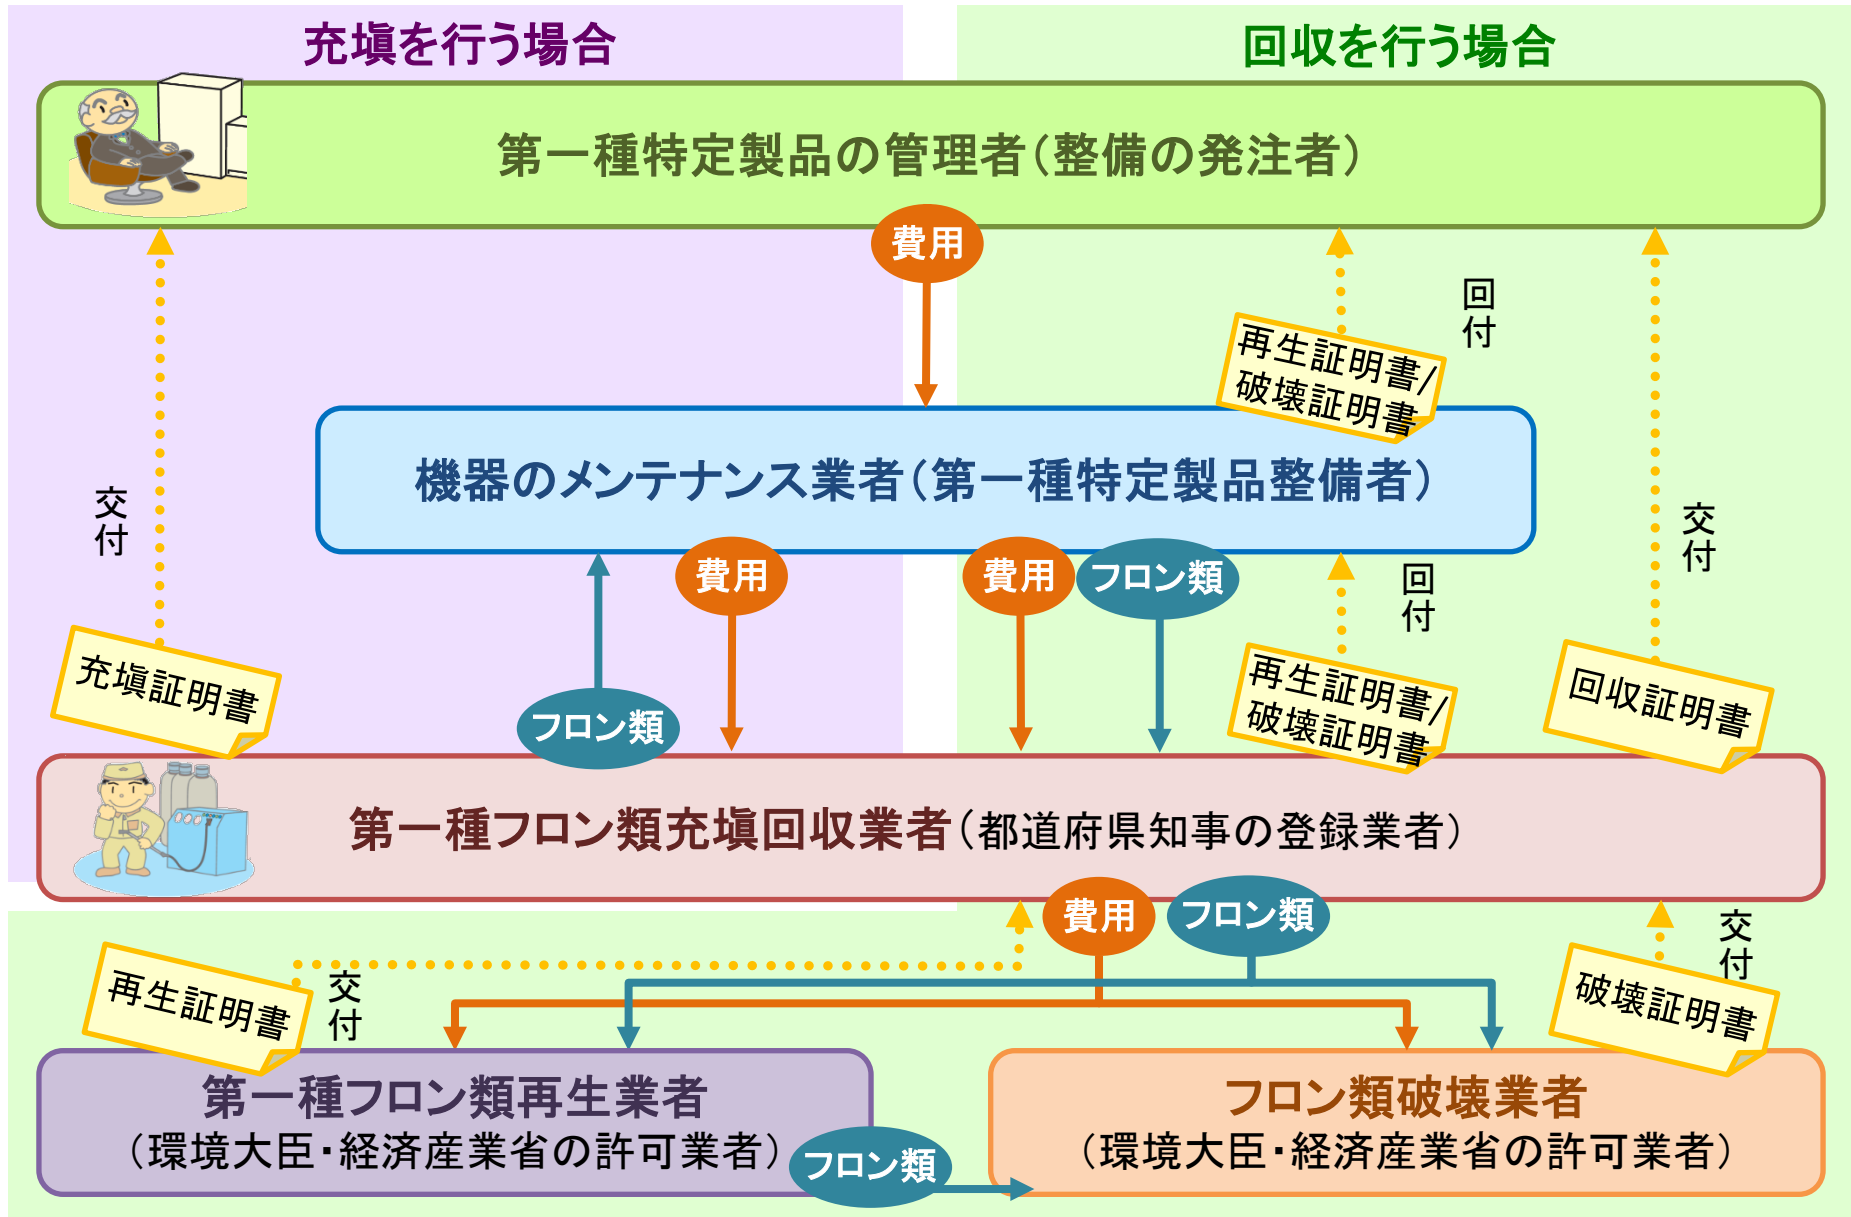 充塡を行う場合
回収を行う場合
第一種特定製品の管理者（整備の発注者）
費用
回付
再生証明書/
破壊証明書
機器のメンテナンス業者（第一種特定製品整備者）
交付
交付
費用
費用
フロン類
回付
充塡証明書
フロン類
再生証明書/
破壊証明書
回収証明書
第一種フロン類充塡回収業者（都道府県知事の登録業者）
費用
フロン類
交付
再生証明書
交付
破壊証明書
第一種フロン類再生業者
（環境大臣・経済産業省の許可業者）
フロン類
フロン類破壊業者
（環境大臣・経済産業省の許可業者）